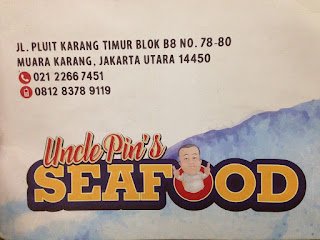 JL. PLUIT KARANG TIMUR BLOK B8 NO. 78-80
MUARA KARANG, JAKARTA UTARA 14450
021 2266 7451
0812 8378 9119
Uncle Pin's
SEAFOOD